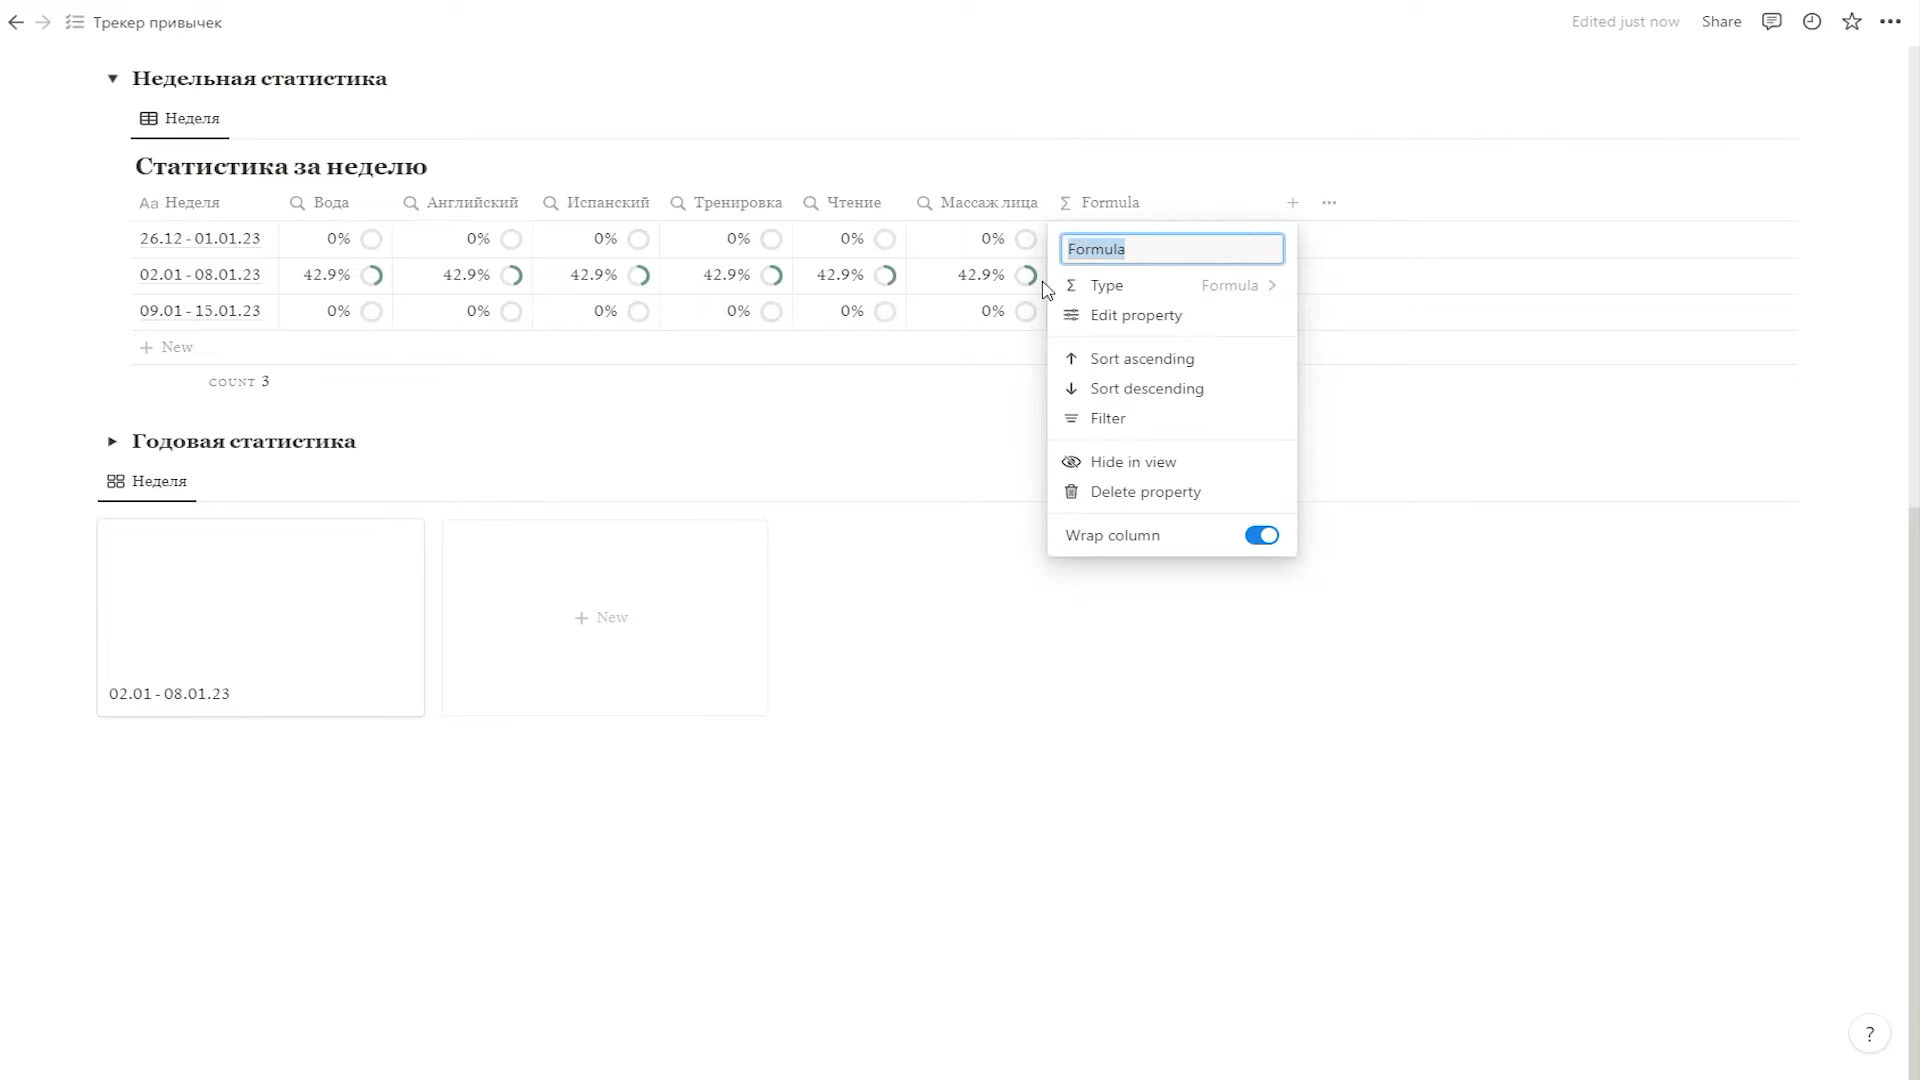 Трекер привычек
Edited just now
Share
Недельная статистика
Неделя
Статистика за неделю
Aa Неделя
Вода
Английский
Испанский
Тренировка
Чтение
Массаж лица
Σ Formula
26.12 - 01.01.23 0% 0% 0% 0% 0% 0%
02.01 - 08.01.23 42.9% 42.9% 42.9% 42.9% 42.9% 42.9%
09.01 - 15.01.23 0% 0% 0% 0% 0% 0%
+ New
COUNT 3
Formula
Σ Type Formula
Edit property
Sort ascending
Sort descending
Filter
Hide in view
Delete property
Wrap column
Годовая статистика
Неделя
02.01 - 08.01.23
+ New
?